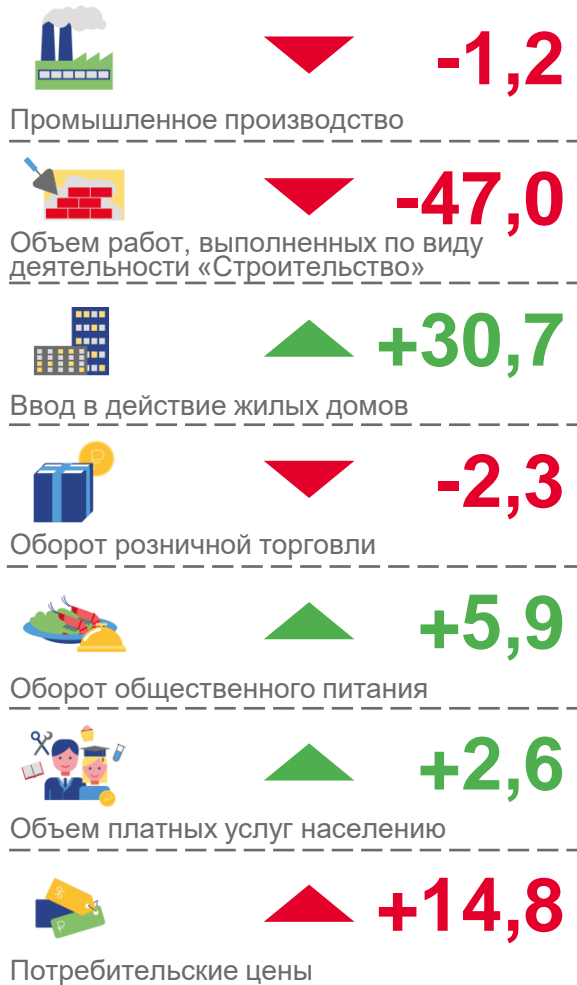 -1,2
Промышленное производство
-47,0
Объем работ, выполненных по виду
деятельности «Строительство»
+30,7
Ввод в действие жилых домов
-2,3
Оборот розничной торговли
+5,9
Оборот общественного питания
+2,6
Объем платных услуг населению
+14,8
Потребительские цены